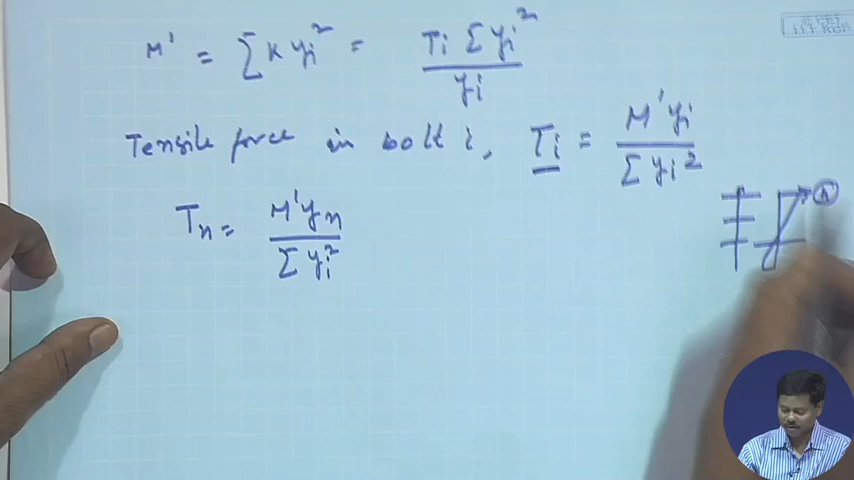 M' = ∑ K yi² = Ti ∑ yi² / yi
Tensile force in bolt i, Ti = M' yi / ∑ yi²
Tn = M' yn / ∑ yi²